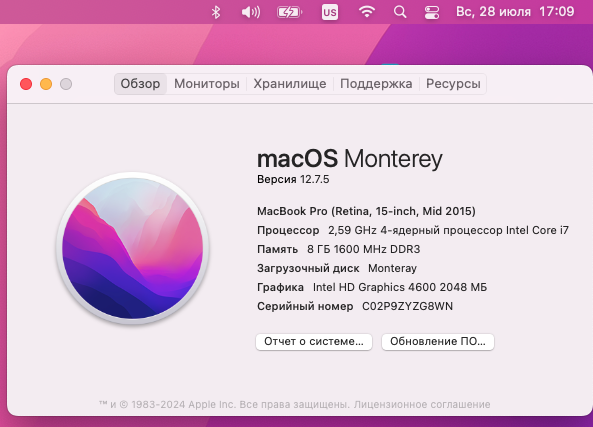 US Вс, 28 июля 17:09
Обзор Мониторы Хранилище Поддержка Ресурсы
macOS Monterey
Версия 12.7.5
MacBook Pro (Retina, 15-inch, Mid 2015)
Процессор 2,59 GHz 4-ядерный процессор Intel Core i7
Память 8 ГБ 1600 MHz DDR3
Загрузочный диск Monteray
Графика Intel HD Graphics 4600 2048 МБ
Серийный номер C02P9ZYZG8WN
Отчет о системе... Обновление ПО...
™ и © 1983-2024 Apple Inc. Все права защищены. Лицензионное соглашение